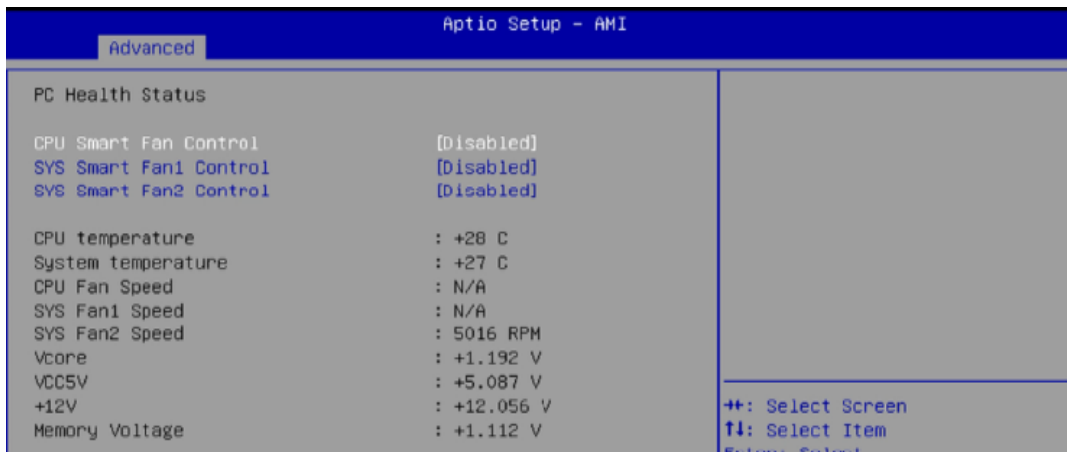 Aptio Setup - AMI
Advanced
PC Health Status
CPU Smart Fan Control [Disabled]
SYS Smart Fan1 Control [Disabled]
SYS Smart Fan2 Control [Disabled]
CPU temperature : +28 C
System temperature : +27 C
CPU Fan Speed : N/A
SYS Fan1 Speed : N/A
SYS Fan2 Speed : 5016 RPM
Vcore : +1.192 V
VCC5V : +5.087 V
+12V : +12.056 V
Memory Voltage : +1.112 V
→←: Select Screen
↑↓: Select Item